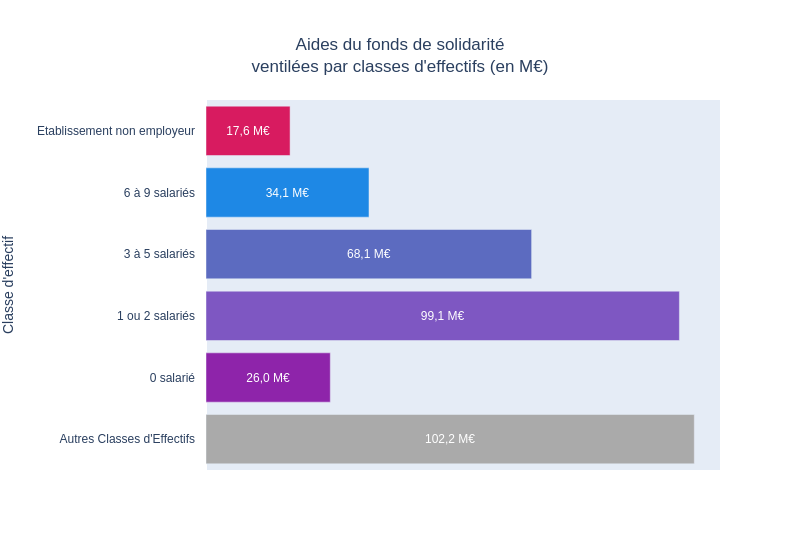 Aides du fonds de solidarité
ventilées par classes d'effectifs (en M€)
Classe d'effectif
Etablissement non employeur
17,6 M€
6 à 9 salariés
34,1 M€
3 à 5 salariés
68,1 M€
1 ou 2 salariés
99,1 M€
0 salarié
26,0 M€
Autres Classes d'Effectifs
102,2 M€